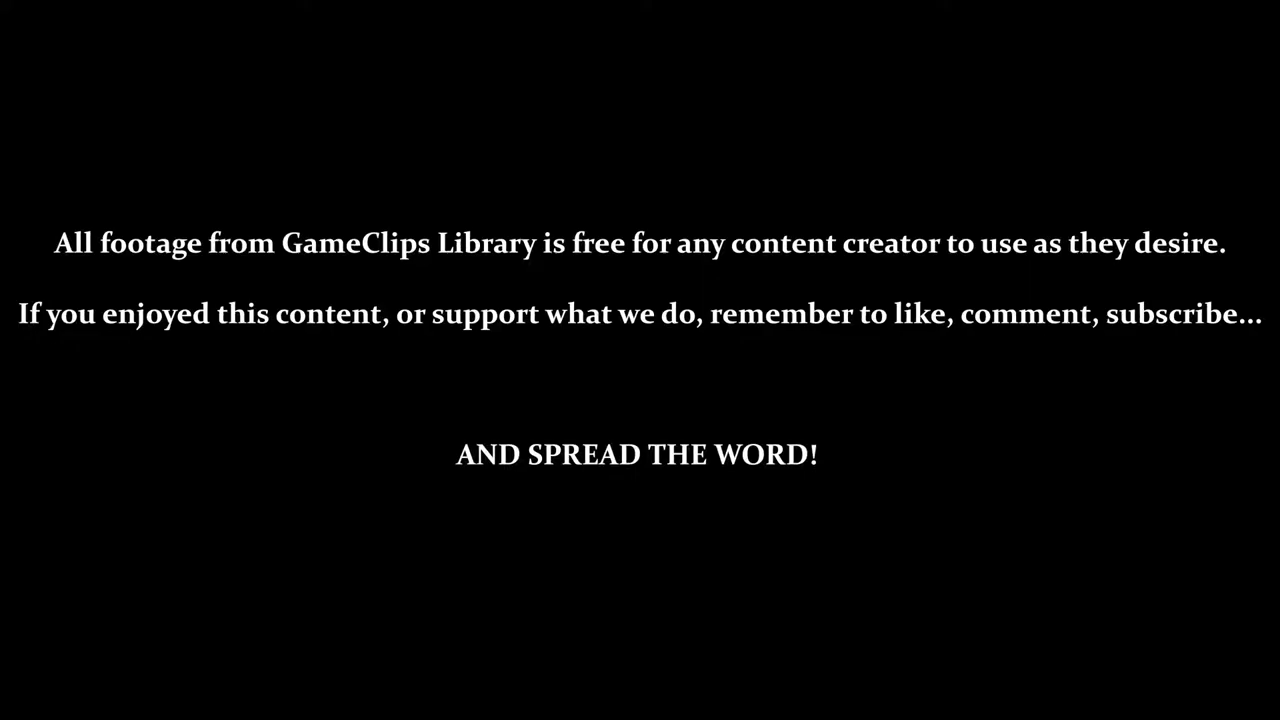 All footage from GameClips Library is free for any content creator to use as they desire.
If you enjoyed this content, or support what we do, remember to like, comment, subscribe...
AND SPREAD THE WORD!